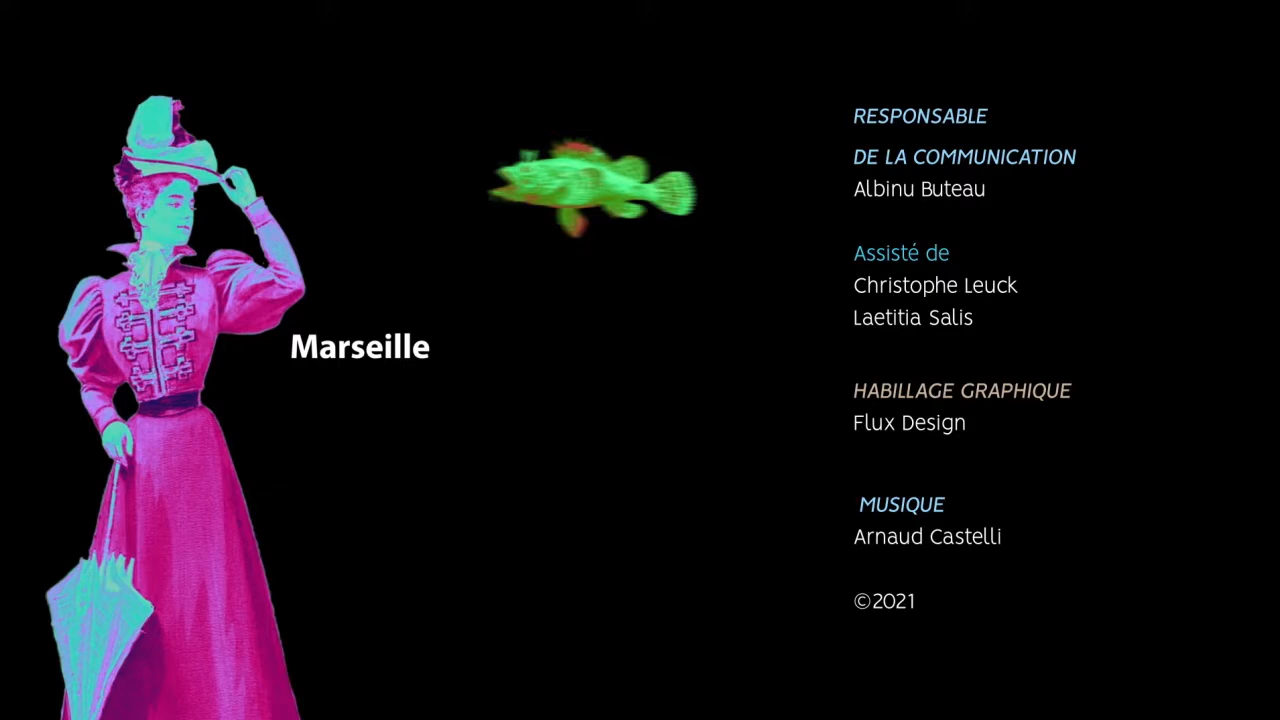 Marseille
RESPONSABLE
DE LA COMMUNICATION
Albinu Buteau
Assisté de
Christophe Leuck
Laetitia Salis
HABILLAGE GRAPHIQUE
Flux Design
MUSIQUE
Arnaud Castelli
©2021